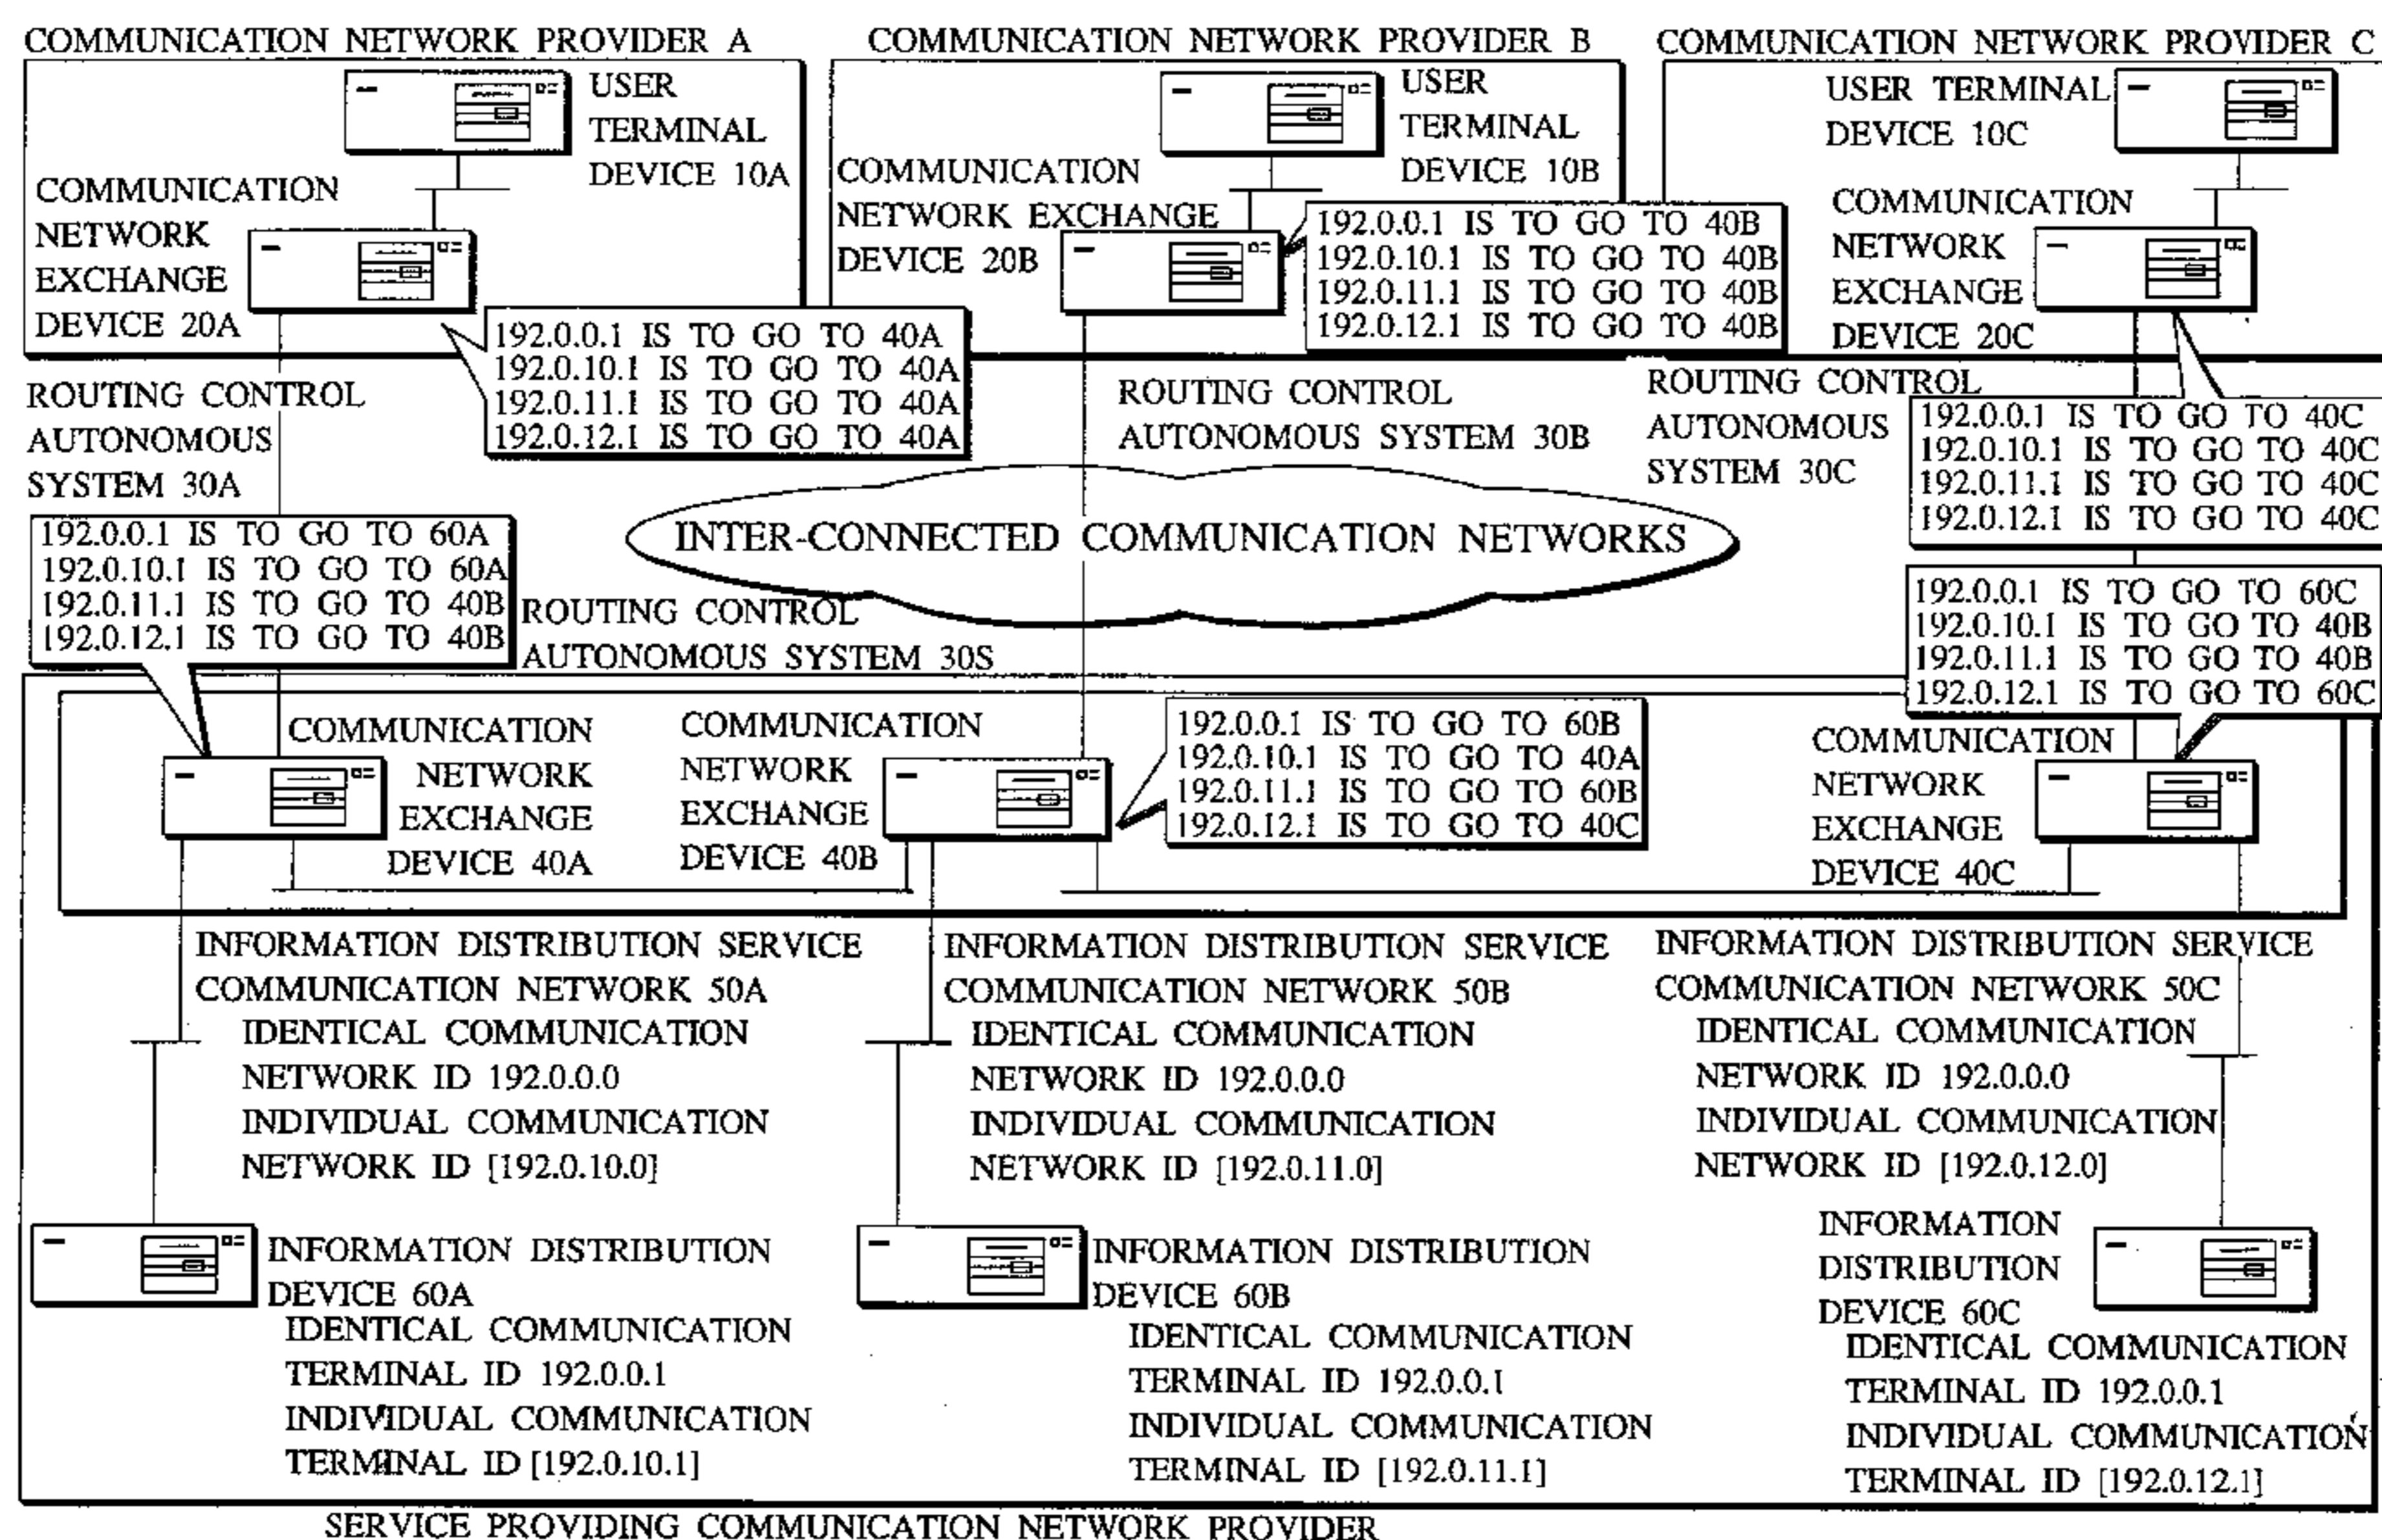 COMMUNICATION NETWORK PROVIDER A
USER
TERMINAL
DEVICE 10A
COMMUNICATION
NETWORK
EXCHANGE
DEVICE 20A
192.0.0.1 IS TO GO TO 40A
192.0.10.1 IS TO GO TO 40A
192.0.11.1 IS TO GO TO 40A
192.0.12.1 IS TO GO TO 40A
COMMUNICATION NETWORK PROVIDER B
USER
TERMINAL
DEVICE 10B
COMMUNICATION
NETWORK EXCHANGE
DEVICE 20B
192.0.0.1 IS TO GO TO 40B
192.0.10.1 IS TO GO TO 40B
192.0.11.1 IS TO GO TO 40B
192.0.12.1 IS TO GO TO 40B
COMMUNICATION NETWORK PROVIDER C
USER TERMINAL
DEVICE 10C
COMMUNICATION
NETWORK
EXCHANGE
DEVICE 20C
192.0.0.1 IS TO GO TO 40C
192.0.10.1 IS TO GO TO 40C
192.0.11.1 IS TO GO TO 40C
192.0.12.1 IS TO GO TO 40C
ROUTING CONTROL
AUTONOMOUS
SYSTEM 30A
ROUTING CONTROL
AUTONOMOUS SYSTEM 30B
ROUTING CONTROL
AUTONOMOUS
SYSTEM 30C
INTER-CONNECTED COMMUNICATION NETWORKS
192.0.0.1 IS TO GO TO 60A
192.0.10.1 IS TO GO TO 60A
192.0.11.1 IS TO GO TO 40B
192.0.12.1 IS TO GO TO 40B
ROUTING CONTROL
AUTONOMOUS SYSTEM 30S
192.0.0.1 IS TO GO TO 60C
192.0.10.1 IS TO GO TO 40B
192.0.11.1 IS TO GO TO 40B
192.0.12.1 IS TO GO TO 60C
COMMUNICATION
NETWORK
EXCHANGE
DEVICE 40A
COMMUNICATION
NETWORK
EXCHANGE
DEVICE 40B
192.0.0.1 IS TO GO TO 60B
192.0.10.1 IS TO GO TO 40A
192.0.11.1 IS TO GO TO 60B
192.0.12.1 IS TO GO TO 40C
COMMUNICATION
NETWORK
EXCHANGE
DEVICE 40C
INFORMATION DISTRIBUTION SERVICE
COMMUNICATION NETWORK 50A
IDENTICAL COMMUNICATION
NETWORK ID 192.0.0.0
INDIVIDUAL COMMUNICATION
NETWORK ID [192.0.10.0]
INFORMATION DISTRIBUTION SERVICE
COMMUNICATION NETWORK 50B
IDENTICAL COMMUNICATION
NETWORK ID 192.0.0.0
INDIVIDUAL COMMUNICATION
NETWORK ID [192.0.11.0]
INFORMATION DISTRIBUTION SERVICE
COMMUNICATION NETWORK 50C
IDENTICAL COMMUNICATION
NETWORK ID 192.0.0.0
INDIVIDUAL COMMUNICATION
NETWORK ID [192.0.12.0]
INFORMATION DISTRIBUTION
DEVICE 60A
IDENTICAL COMMUNICATION
TERMINAL ID 192.0.0.1
INDIVIDUAL COMMUNICATION
TERMINAL ID [192.0.10.1]
INFORMATION DISTRIBUTION
DEVICE 60B
IDENTICAL COMMUNICATION
TERMINAL ID 192.0.0.1
INDIVIDUAL COMMUNICATION
TERMINAL ID [192.0.11.1]
INFORMATION
DISTRIBUTION
DEVICE 60C
IDENTICAL COMMUNICATION
TERMINAL ID 192.0.0.1
INDIVIDUAL COMMUNICATION
TERMINAL ID [192.0.12.1]
SERVICE PROVIDING COMMUNICATION NETWORK PROVIDER